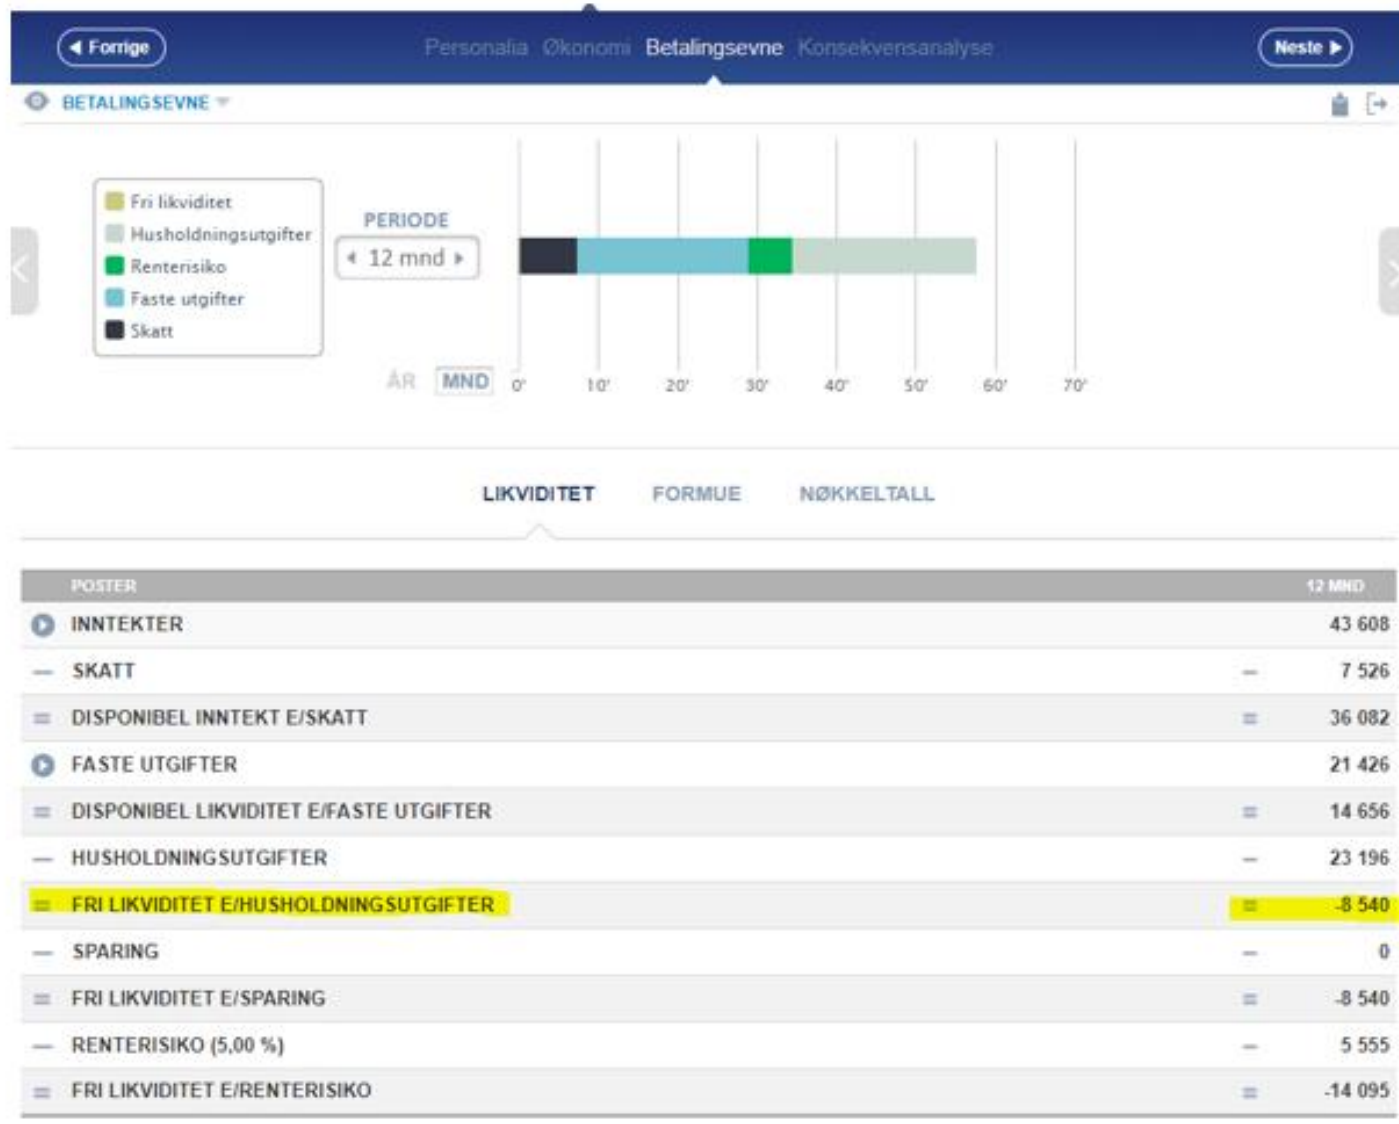 Forrige
Personalia Økonomi Betalingsevne Konsekvensanalyse
Neste
BETALINGSEVNE
Fri likviditet
Husholdningsutgifter
Renterisiko
Faste utgifter
Skatt
PERIODE
12 mnd
ÅR MND
0' 10' 20' 30' 40' 50' 60' 70'
LIKVIDITET FORMUE NØKKELTALL
POSTER 12 MND
INNTEKTER 43 608
— SKATT — 7 526
= DISPONIBEL INNTEKT E/SKATT = 36 082
FASTE UTGIFTER 21 426
= DISPONIBEL LIKVIDITET E/FASTE UTGIFTER = 14 656
— HUSHOLDNINGSUTGIFTER — 23 196
= FRI LIKVIDITET E/HUSHOLDNINGSUTGIFTER = -8 540
— SPARING — 0
= FRI LIKVIDITET E/SPARING = -8 540
— RENTERISIKO (5,00 %) — 5 555
= FRI LIKVIDITET E/RENTERISIKO = -14 095